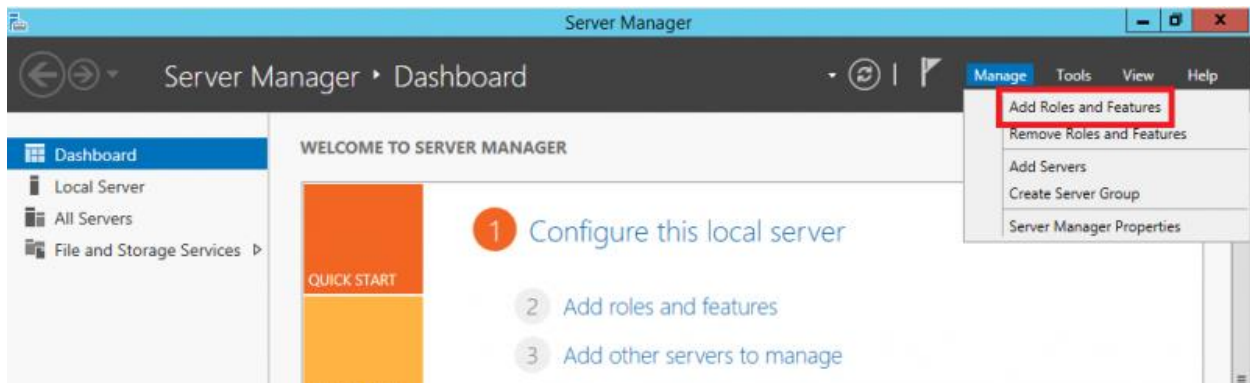 Server Manager
Server Manager ‣ Dashboard
Manage Tools View Help
Add Roles and Features
Remove Roles and Features
Add Servers
Create Server Group
Server Manager Properties
Dashboard
Local Server
All Servers
File and Storage Services
WELCOME TO SERVER MANAGER
QUICK START
1 Configure this local server
2 Add roles and features
3 Add other servers to manage